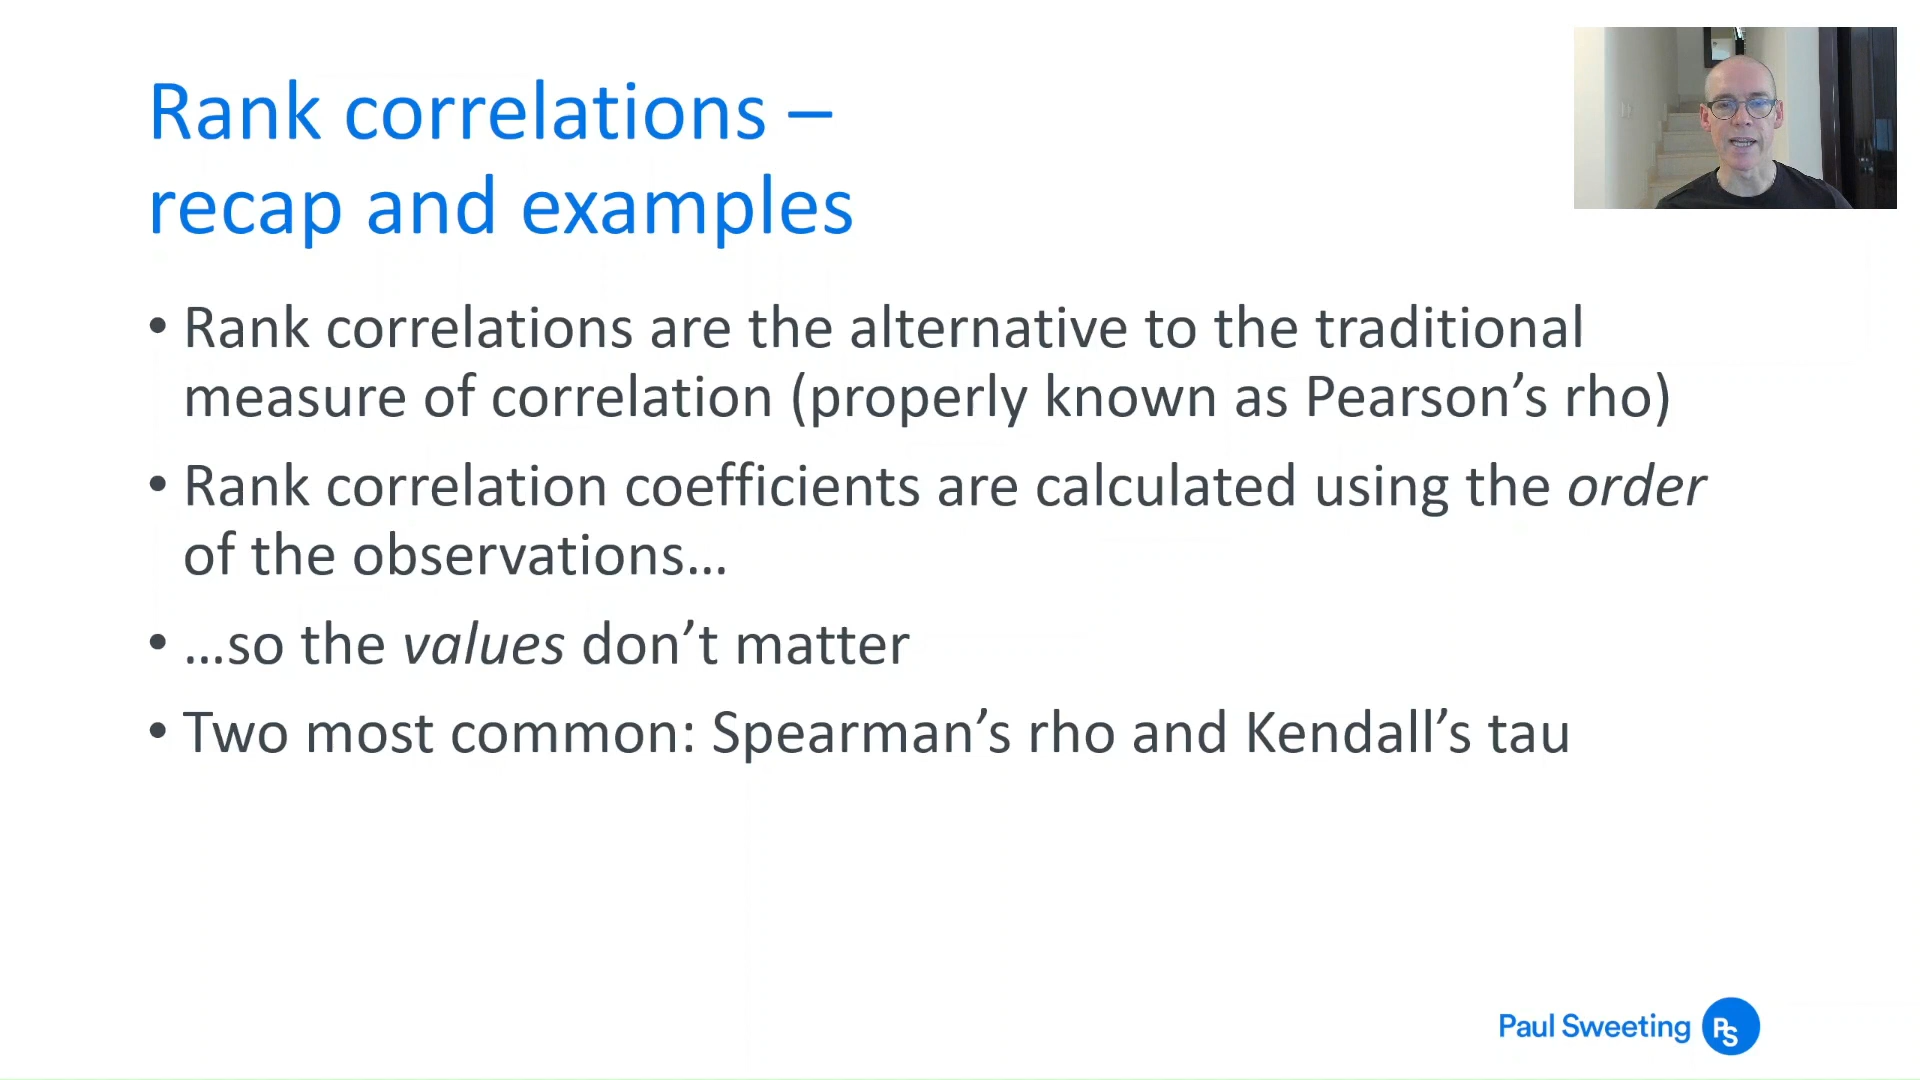 Rank correlations –
recap and examples
• Rank correlations are the alternative to the traditional
measure of correlation (properly known as Pearson’s rho)
• Rank correlation coefficients are calculated using the order
of the observations…
• …so the values don’t matter
• Two most common: Spearman’s rho and Kendall’s tau
Paul Sweeting PS